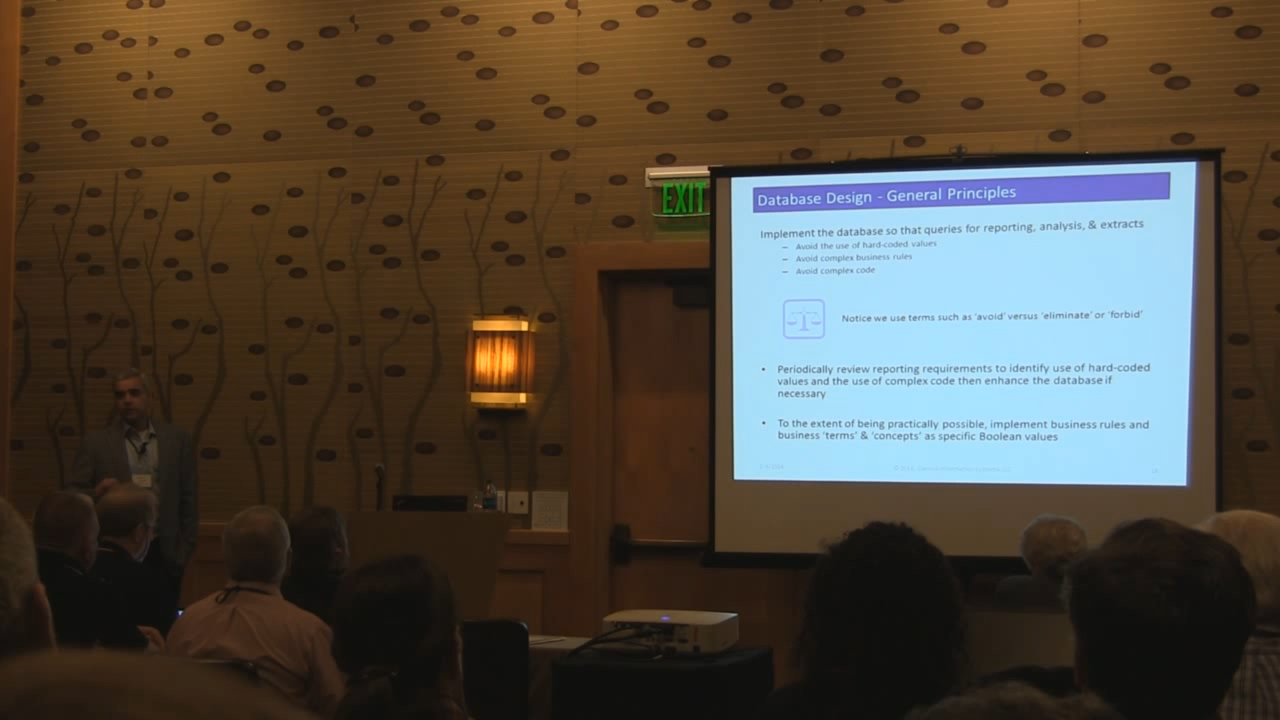 EXIT
Database Design - General Principles
Implement the database so that queries for reporting, analysis, & extracts
– Avoid the use of hard-coded values
– Avoid complex business rules
– Avoid complex code
Notice we use terms such as 'avoid' versus 'eliminate' or 'forbid'
• Periodically review reporting requirements to identify use of hard-coded
values and the use of complex code then enhance the database if
necessary
• To the extent of being practically possible, implement business rules and
business 'terms' & 'concepts' as specific Boolean values